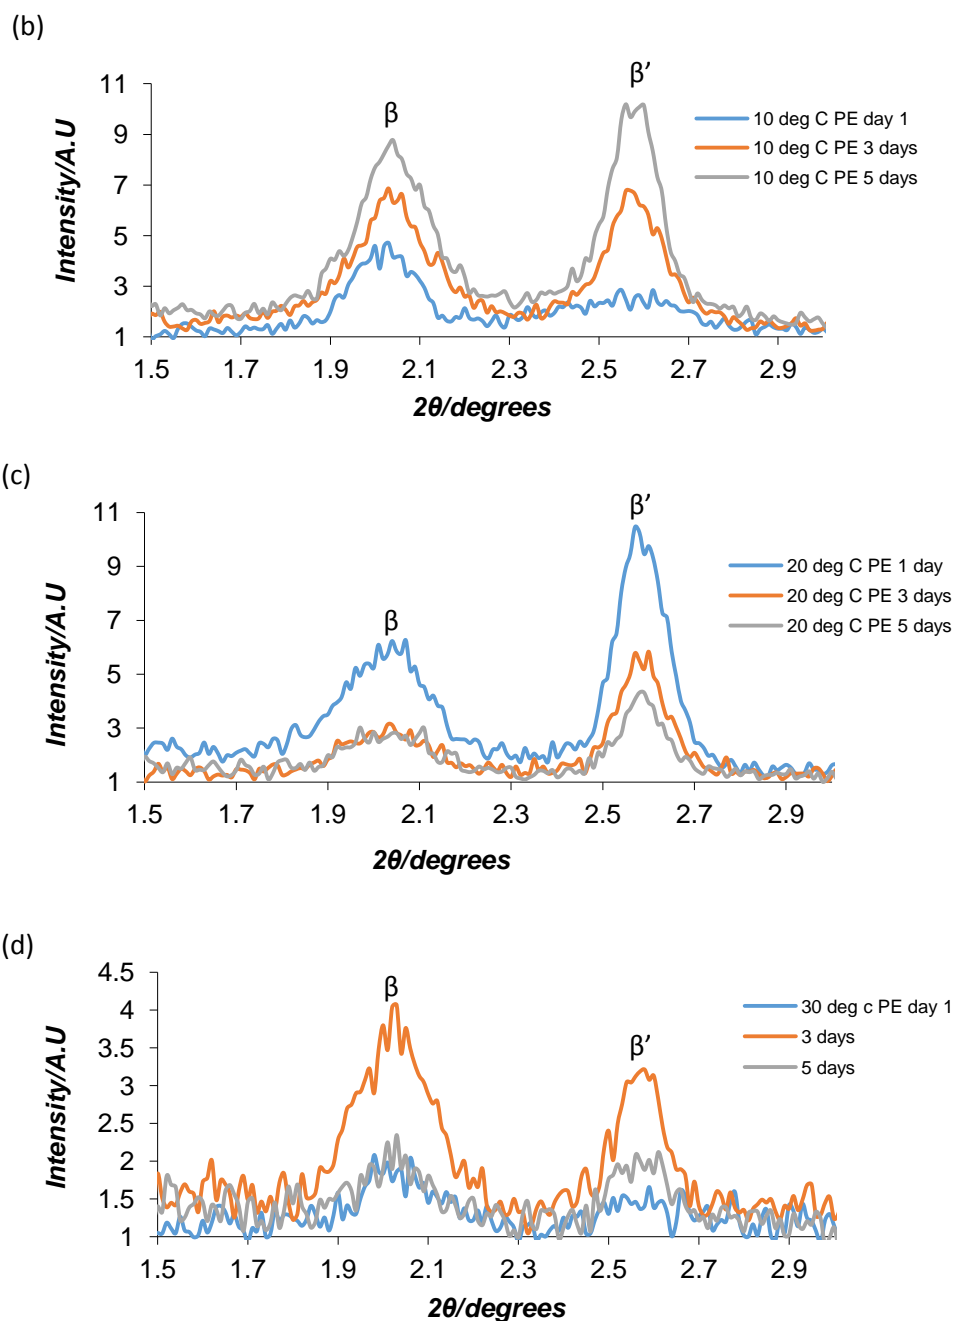 (b)
β
β’
11
9
7
5
3
1
Intensity/A.U
10 deg C PE day 1
10 deg C PE 3 days
10 deg C PE 5 days
1.5 1.7 1.9 2.1 2.3 2.5 2.7 2.9
2θ/degrees
(c)
β
β’
11
9
7
5
3
1
Intensity/A.U
20 deg C PE 1 day
20 deg C PE 3 days
20 deg C PE 5 days
1.5 1.7 1.9 2.1 2.3 2.5 2.7 2.9
2θ/degrees
(d)
β
β’
4.5
4
3.5
3
2.5
2
1.5
1
Intensity/A.U
30 deg c PE day 1
3 days
5 days
1.5 1.7 1.9 2.1 2.3 2.5 2.7 2.9
2θ/degrees